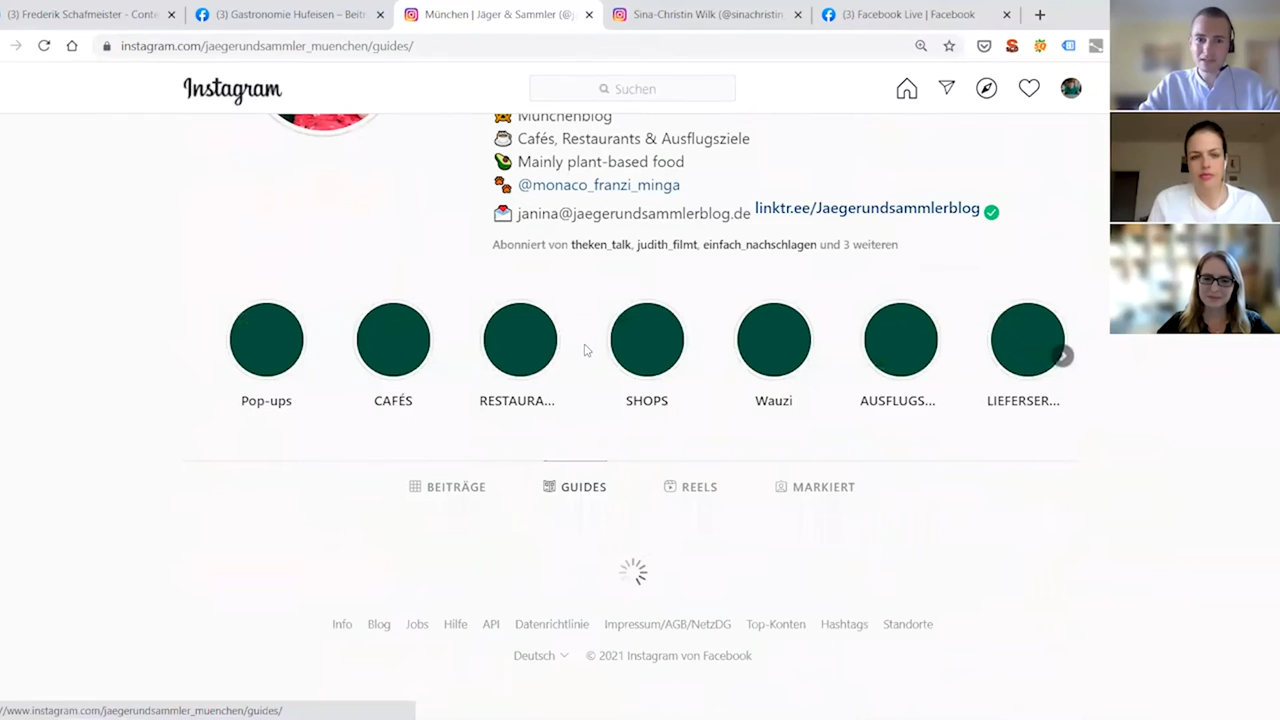 (3) Frederik Schafmeister - Conte
(3) Gastronomie Hufeisen – Beitr
München | Jäger & Sammler (@j
Sina-Christin Wilk (@sinachristin
(3) Facebook Live | Facebook
instagram.com/jaegerundsammler_muenchen/guides/
Instagram
Suchen
Münchenblog
Cafés, Restaurants & Ausflugsziele
Mainly plant-based food
@monaco_franzi_minga
janina@jaegerundsammlerblog.de linktr.ee/Jaegerundsammlerblog
Abonniert von theken_talk, judith_filmt, einfach_nachschlagen und 3 weiteren
Pop-ups CAFÉS RESTAURA... SHOPS Wauzi AUSFLUGS... LIEFERSER...
BEITRÄGE GUIDES REELS MARKIERT
Info Blog Jobs Hilfe API Datenrichtlinie Impressum/AGB/NetzDG Top-Konten Hashtags Standorte
Deutsch © 2021 Instagram von Facebook
//www.instagram.com/jaegerundsammler_muenchen/guides/